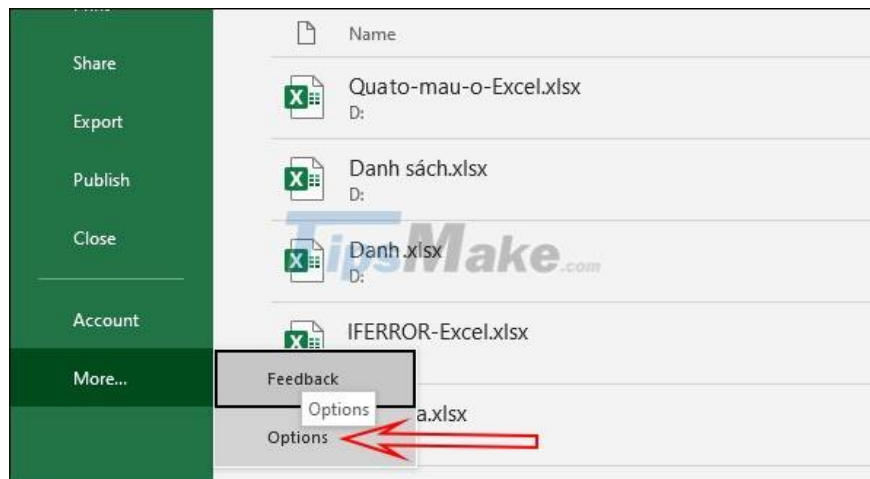 Share
Export
Publish
Close
Account
More...
Name
Quato-mau-o-Excel.xlsx
D:
Danh sách.xlsx
D:
Danh.xlsx
D:
TipsMake.com
IFERROR-Excel.xlsx
a.xlsx
Feedback
Options
Options